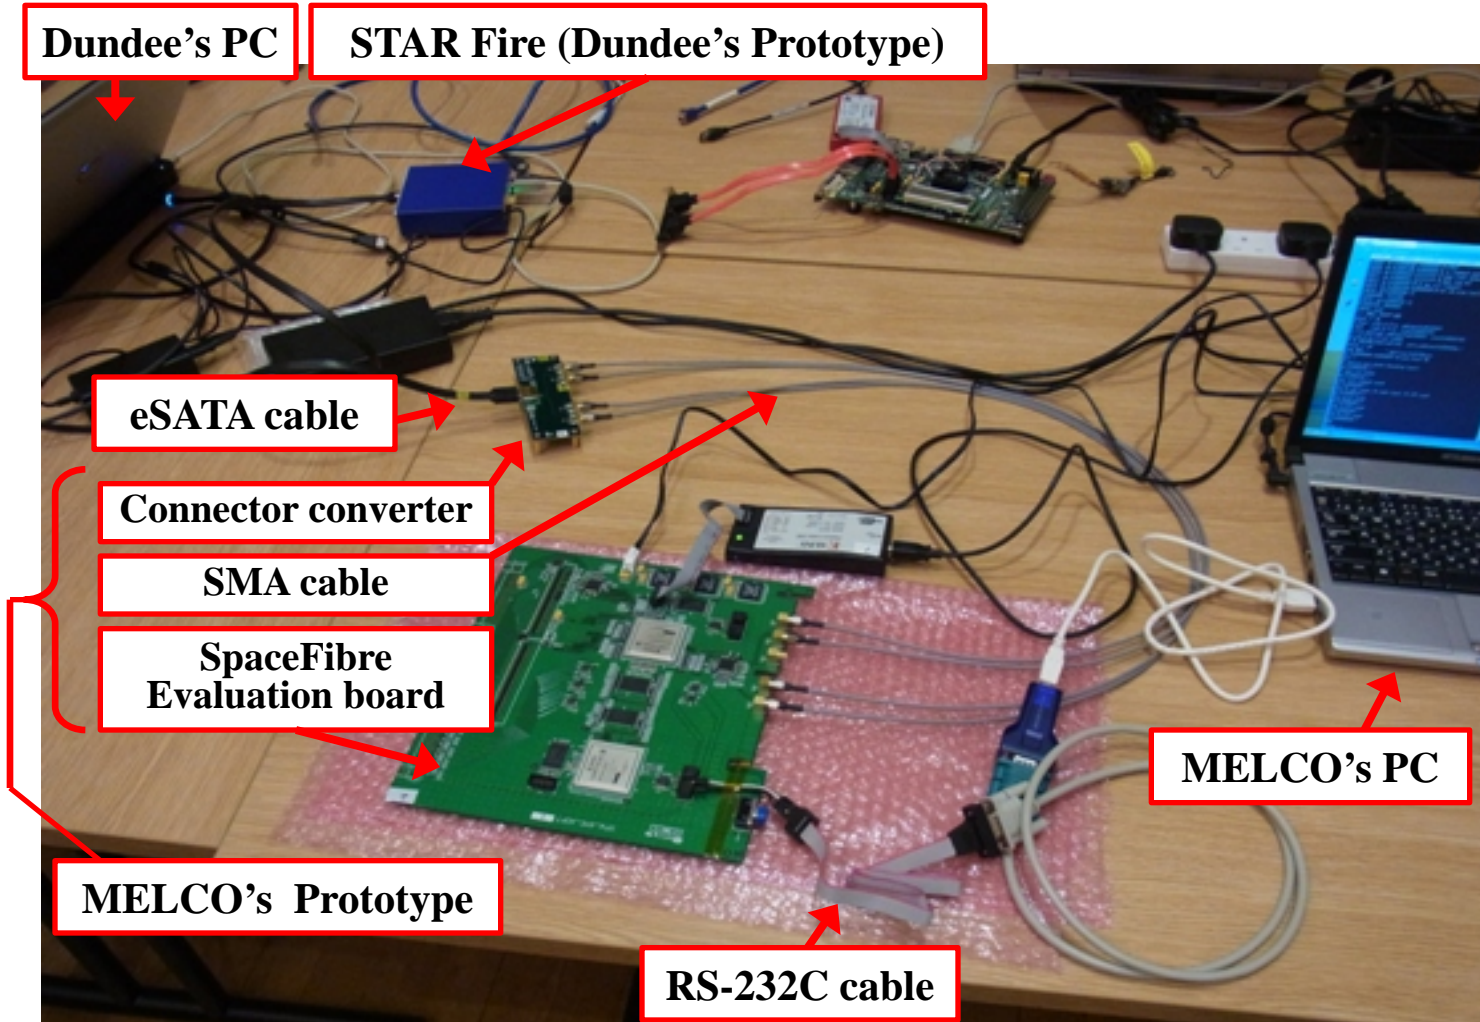 Dundee’s PC
STAR Fire (Dundee’s Prototype)
eSATA cable
Connector converter
SMA cable
SpaceFibre
Evaluation board
MELCO’s PC
MELCO’s Prototype
RS-232C cable